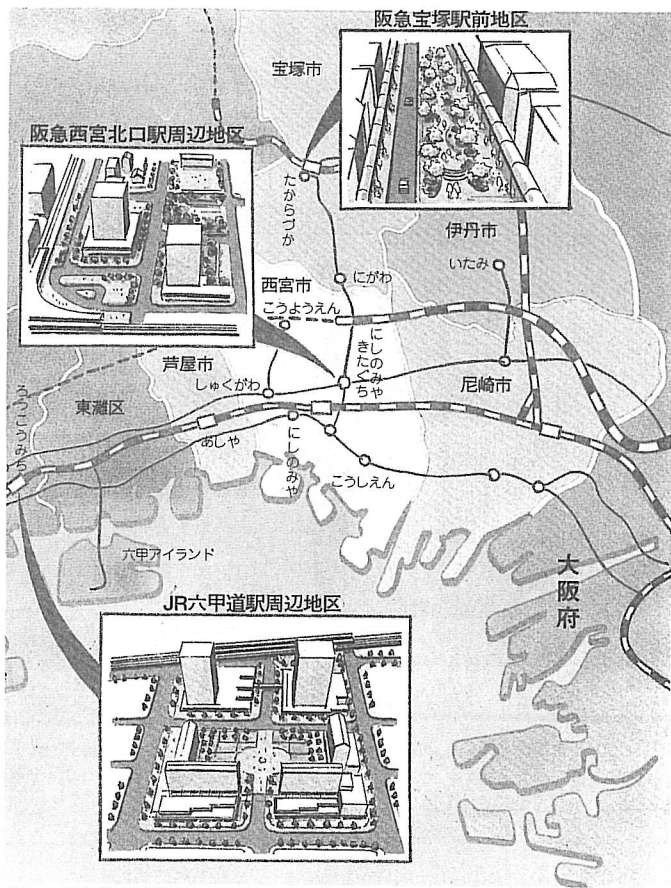 阪急宝塚駅前地区
宝塚市
阪急西宮北口駅周辺地区
たからづか
伊丹市
いたみ
にがわ
西宮市
こうようえん
にしのみや
きたぐち
芦屋市
しゅくがわ
尼崎市
東灘区
ろっこうみち
あしや
にしのみや
こうしえん
六甲アイランド
大阪府
JR六甲道駅周辺地区